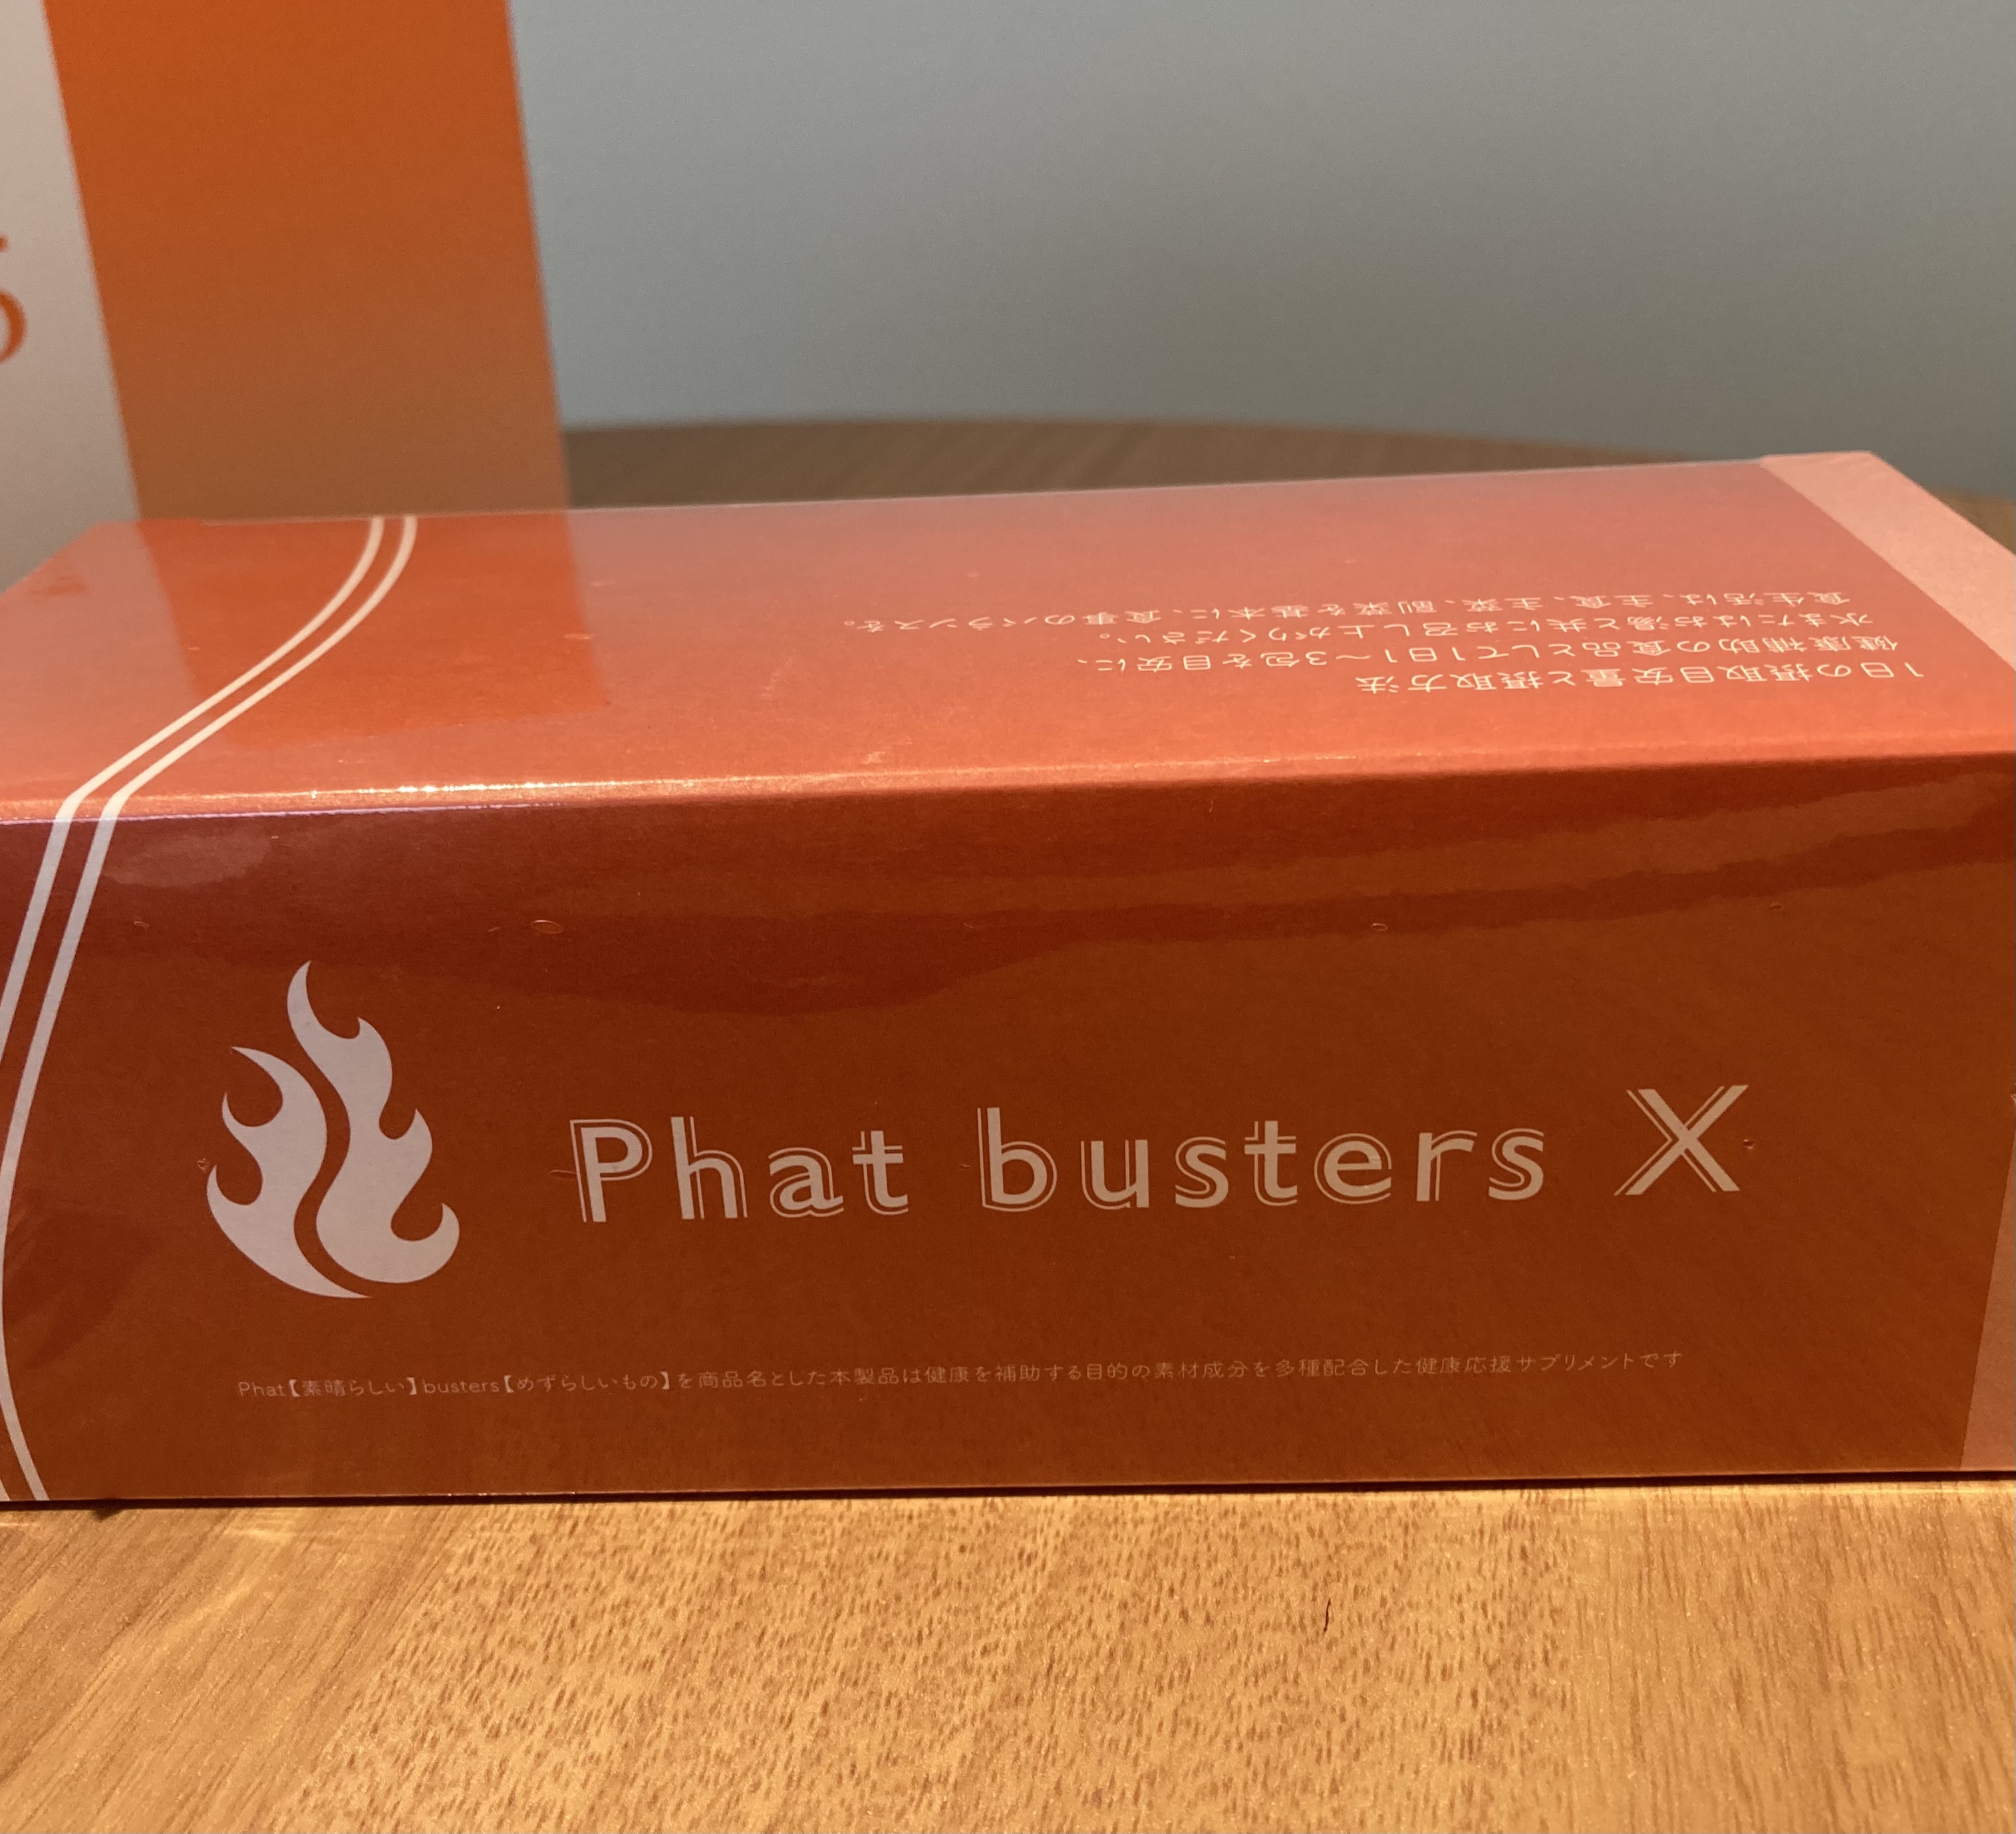 1日の摂取目安量と摂取方法
健康補助の食品として1日1〜3包を目安に、
水またはお湯と共にお召し上がりください。
食生活は、主食、主菜、副菜を基本に、食事のバランスを。
Phat busters X
Phat【素晴らしい】busters【めずらしいもの】を商品名とした本製品は健康を補助する目的の素材成分を多種配合した健康応援サプリメントです